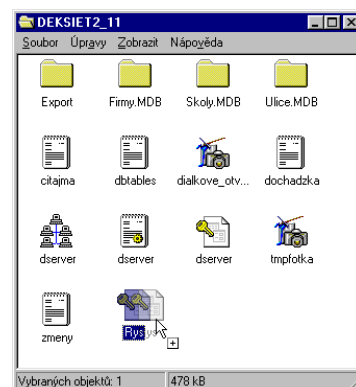 DEKSIET2_11
Soubor Úpravy Zobrazit Nápověda
Export Firmy.MDB Skoly.MDB Ulice.MDB
citajma dbtables dialkove_otv... dochadzka
dserver dserver dserver tmpfotka
zmeny Rys
Vybraných objektů: 1 478 kB